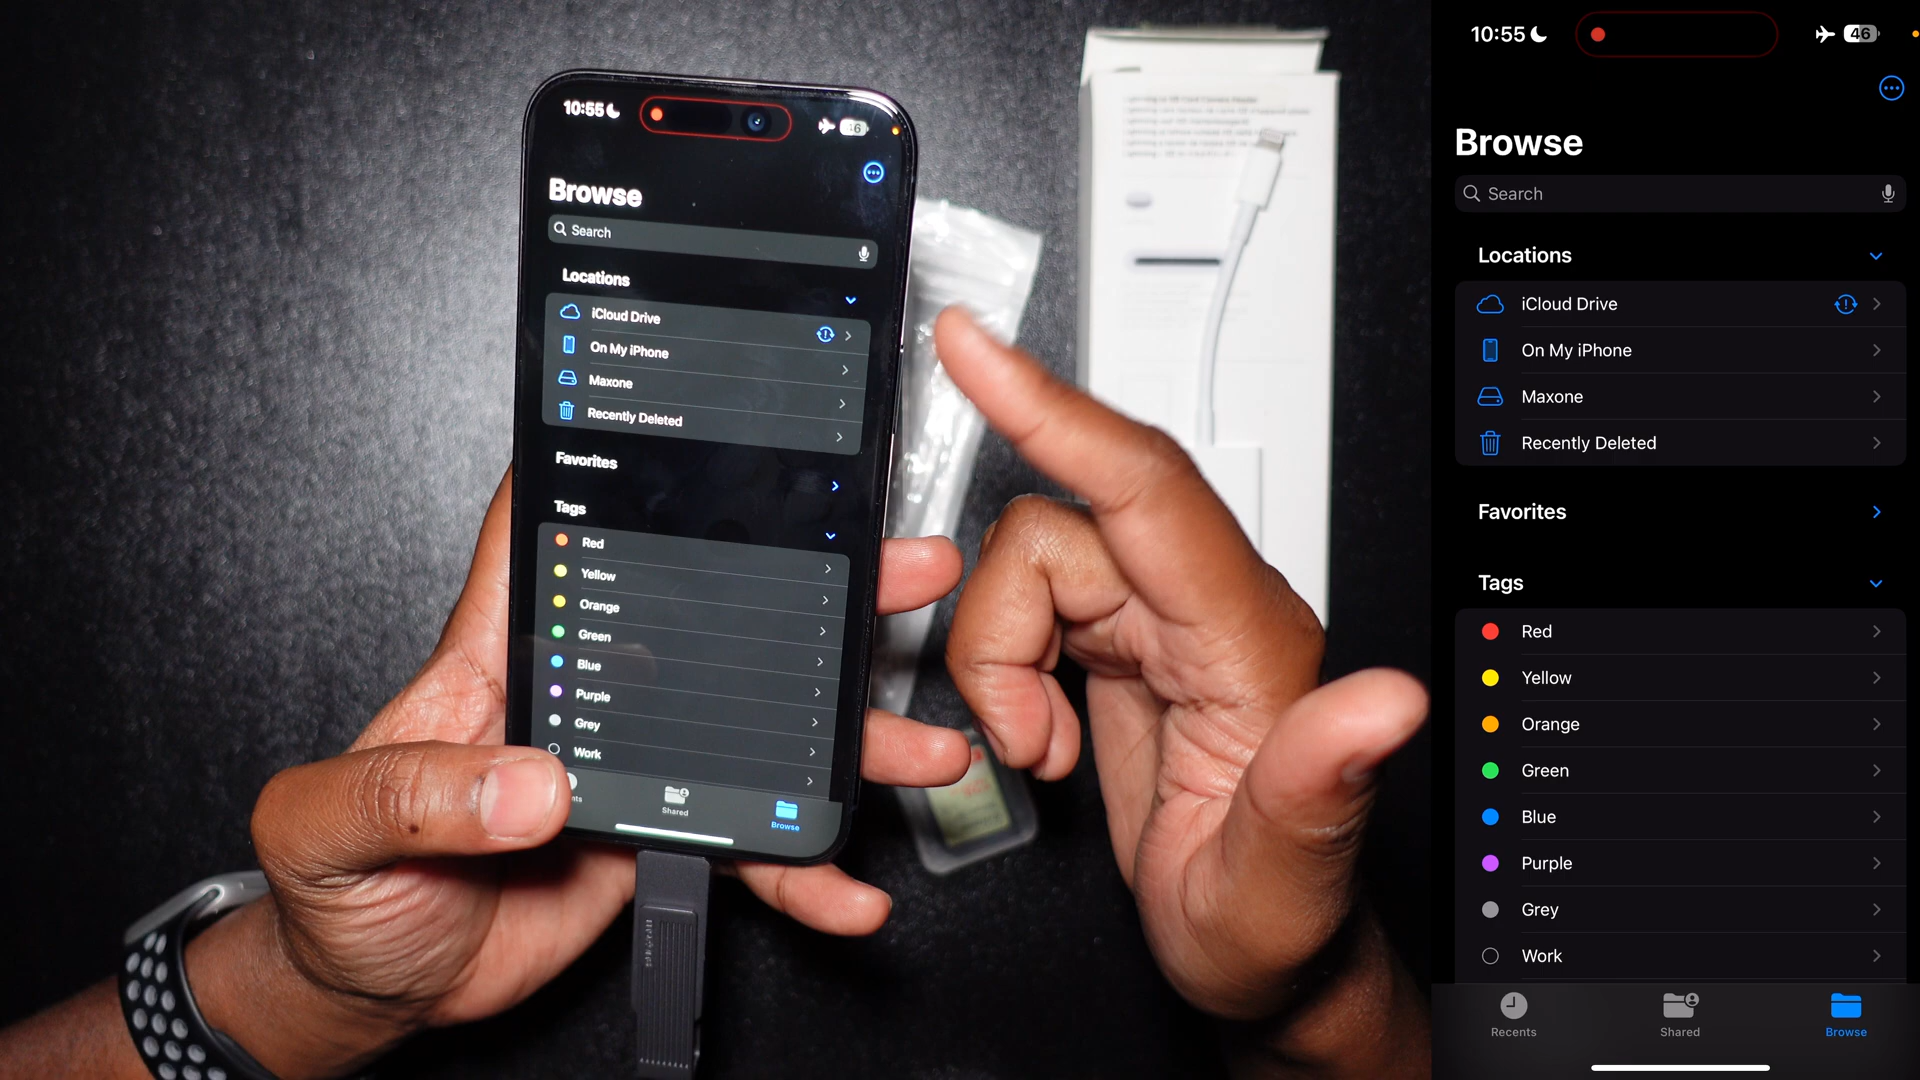 10:55
46
Browse
Search
Locations
iCloud Drive
On My iPhone
Maxone
Recently Deleted
Favorites
Tags
Red
Yellow
Orange
Green
Blue
Purple
Grey
Work
Shared
Browse
10:55
46
Browse
Search
Locations
iCloud Drive
On My iPhone
Maxone
Recently Deleted
Favorites
Tags
Red
Yellow
Orange
Green
Blue
Purple
Grey
Work
Recents
Shared
Browse